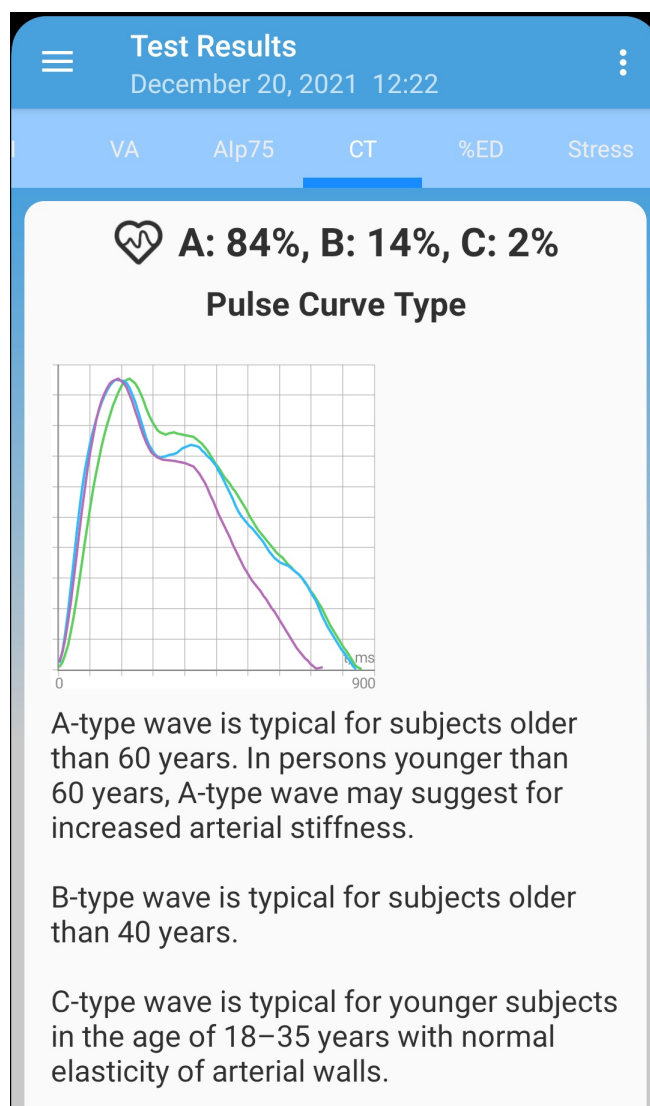 Test Results
December 20, 2021 12:22
VA AIp75 CT %ED Stress
A: 84%, B: 14%, C: 2%
Pulse Curve Type
ms
0 900
A-type wave is typical for subjects older
than 60 years. In persons younger than
60 years, A-type wave may suggest for
increased arterial stiffness.
B-type wave is typical for subjects older
than 40 years.
C-type wave is typical for younger subjects
in the age of 18–35 years with normal
elasticity of arterial walls.